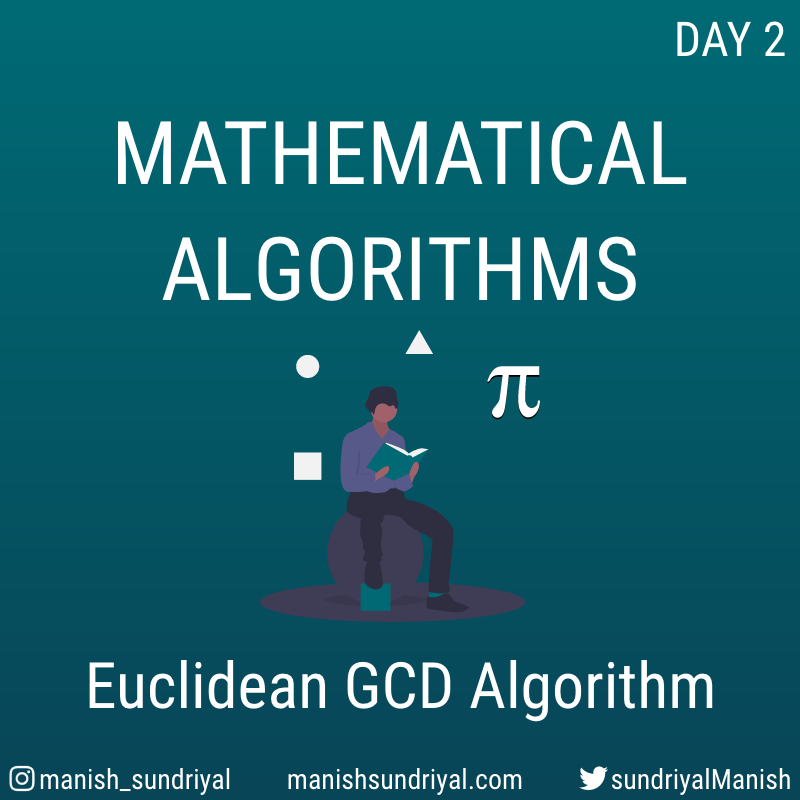 DAY 2
MATHEMATICAL
ALGORITHMS
π
Euclidean GCD Algorithm
manish_sundriyal manishsundriyal.com sundriyalManish